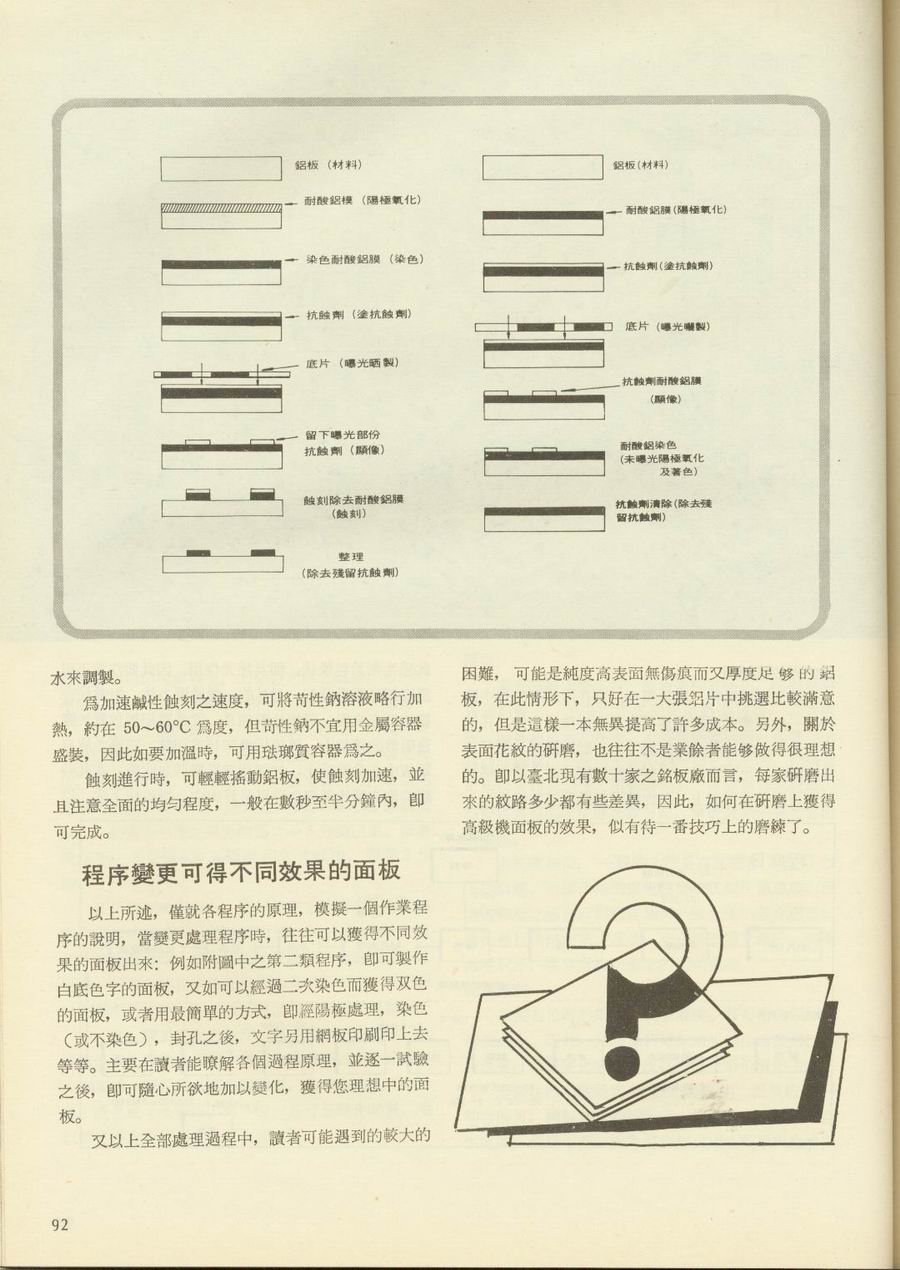 鋁板（材料）
耐酸鋁模（陽極氧化）
染色耐酸鋁膜（染色）
抗蝕劑（塗抗蝕劑）
底片（曝光晒製）
留下曝光部份
抗蝕劑（顯像）
蝕刻除去耐酸鋁膜
（蝕刻）
整理
（除去殘留抗蝕劑）
鋁板（材料）
耐酸鋁膜（陽極氧化）
抗蝕劑（塗抗蝕劑）
底片（曝光曬製）
抗蝕劑耐酸鋁膜
（顯像）
耐酸鋁染色
（未曝光陽極氧化
及著色）
抗蝕劑清除（除去殘
留抗蝕劑）
水來調製。
爲加速鹹性蝕刻之速度，可將苛性鈉溶液略行加
熱，約在 50～60°C 爲度，但苛性鈉不宜用金屬容器
盛裝，因此如要加溫時，可用琺瑯質容器爲之。
蝕刻進行時，可輕輕搖動鋁板，使蝕刻加速，並
且注意全面的均勻程度，一般在數秒至半分鐘內，卽
可完成。
程序變更可得不同效果的面板
以上所述，僅就各程序的原理，模擬一個作業程
序的說明，當變更處理程序時，往往可以獲得不同效
果的面板出來：例如附圖中之第二類程序，卽可製作
白底色字的面板，又如可以經過二次染色而獲得双色
的面板，或者用最簡單的方式，卽經陽極處理，染色
（或不染色），封孔之後，文字另用網板印刷印上去
等等。主要在讀者能瞭解各個過程原理，並逐一試驗
之後，卽可隨心所欲地加以變化，獲得您理想中的面
板。
又以上全部處理過程中，讀者可能遇到的較大的
困難，可能是純度高表面無傷痕而又厚度足够的鋁
板，在此情形下，只好在一大張鋁片中挑選比較滿意
的，但是這樣一本無異提高了許多成本。另外，關於
表面花紋的研磨，也往往不是業餘者能够做得很理想
的。卽以臺北現有數十家之銘板廠而言，每家研磨出
來的紋路多少都有些差異，因此，如何在研磨上獲得
高級機面板的效果，似有待一番技巧上的磨練了。
92